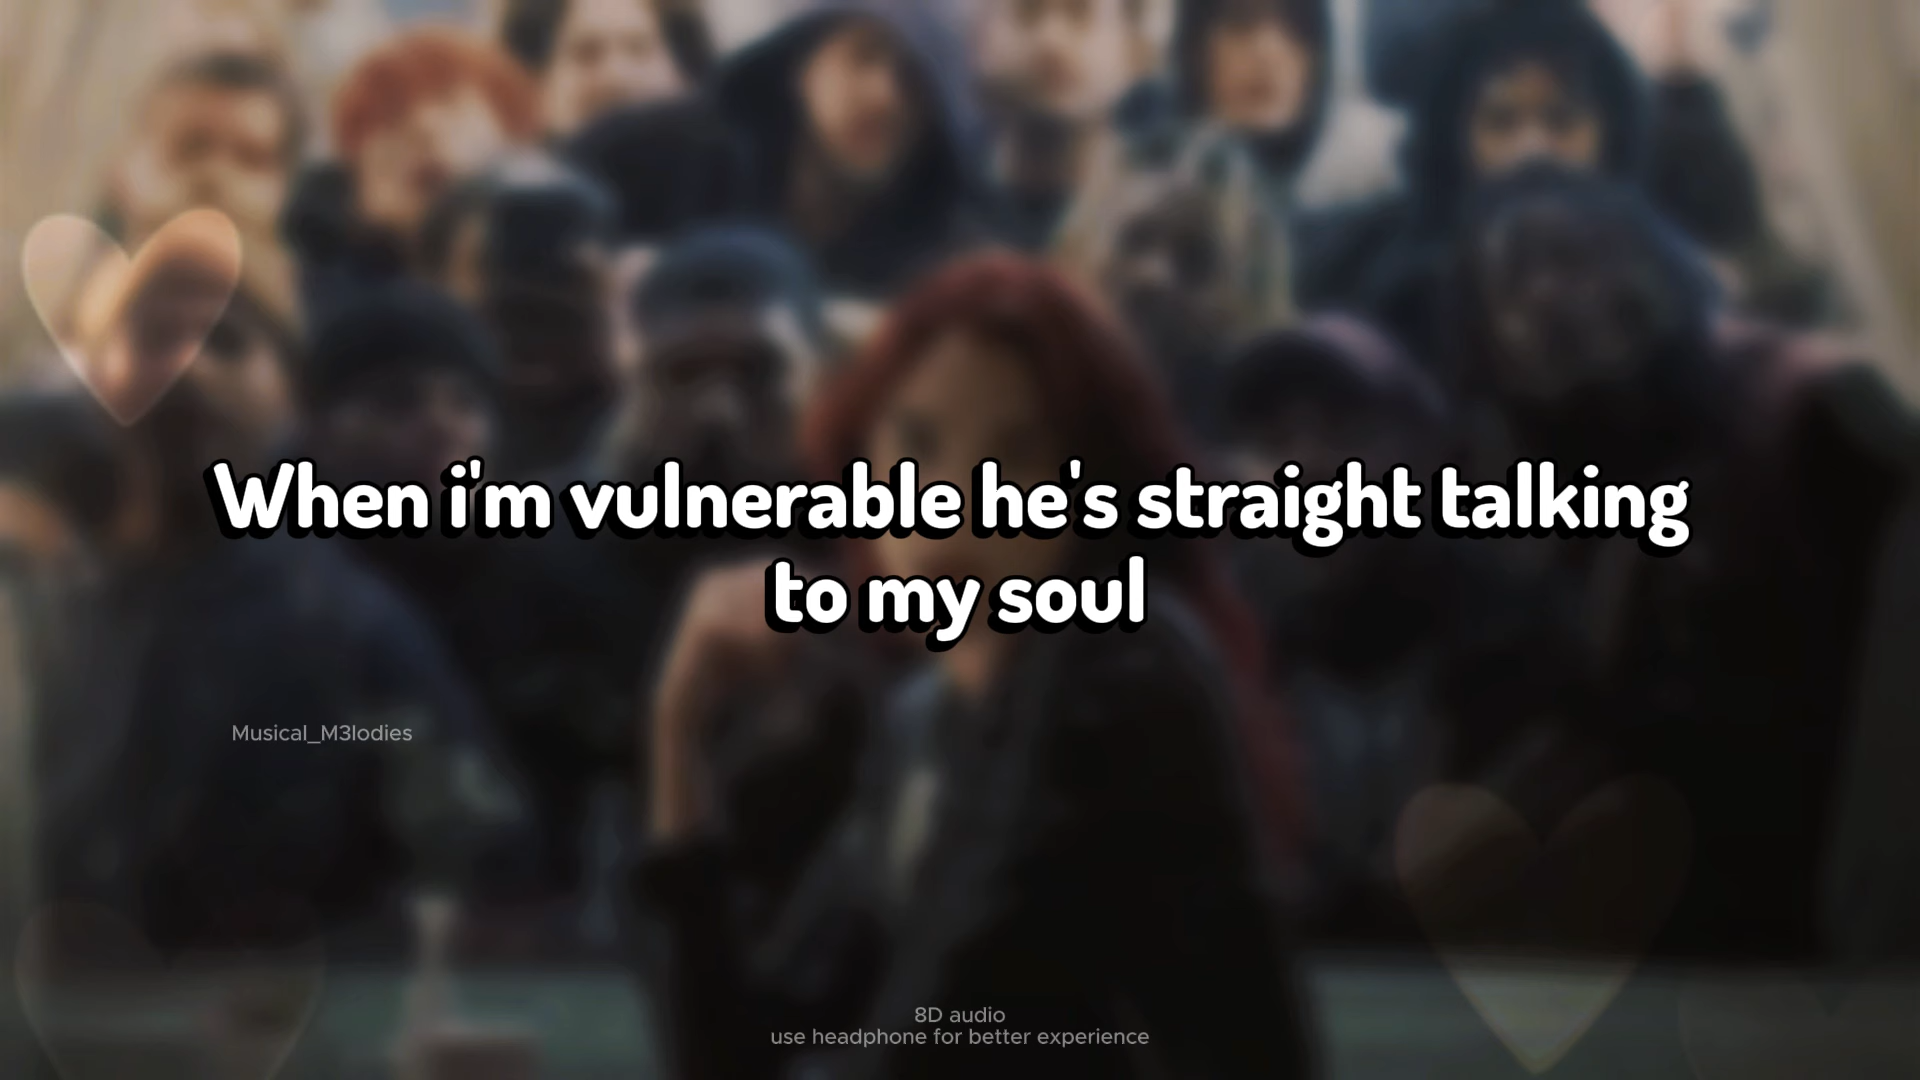 When i'm vulnerable he's straight talking
to my soul
Musical_M3lodies
8D audio
use headphone for better experience